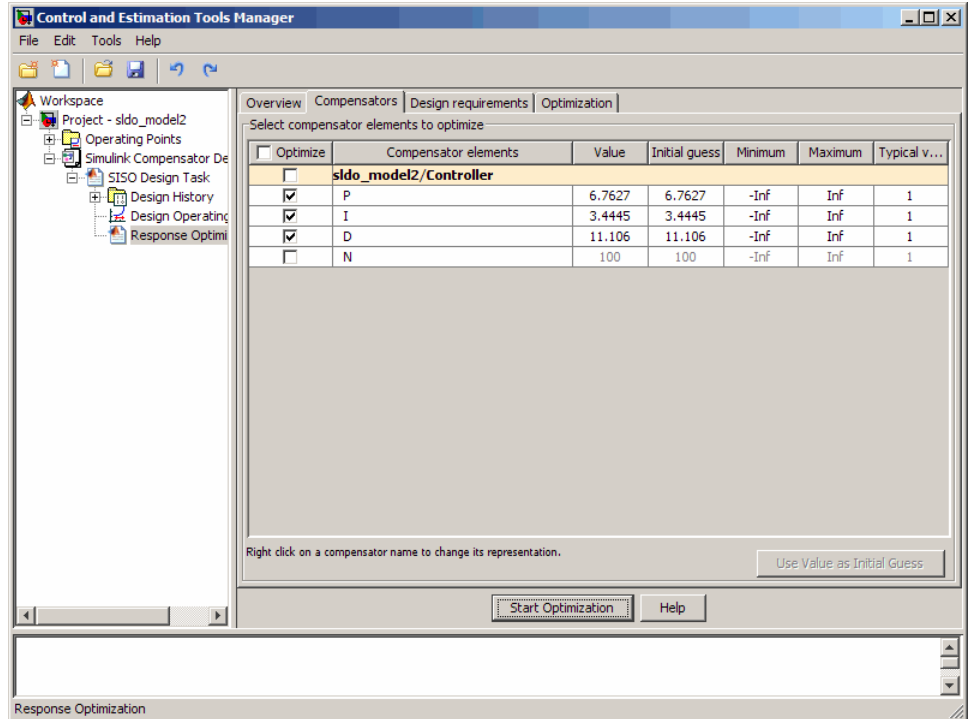 Control and Estimation Tools Manager
File Edit Tools Help
Workspace
Project - sldo_model2
Operating Points
Simulink Compensator De
SISO Design Task
Design History
Design Operating
Response Optimi
Overview Compensators Design requirements Optimization
Select compensator elements to optimize
Optimize Compensator elements Value Initial guess Minimum Maximum Typical v...
sldo_model2/Controller
P 6.7627 6.7627 -Inf Inf 1
I 3.4445 3.4445 -Inf Inf 1
D 11.106 11.106 -Inf Inf 1
N 100 100 -Inf Inf 1
Right click on a compensator name to change its representation.
Use Value as Initial Guess
Start Optimization Help
Response Optimization